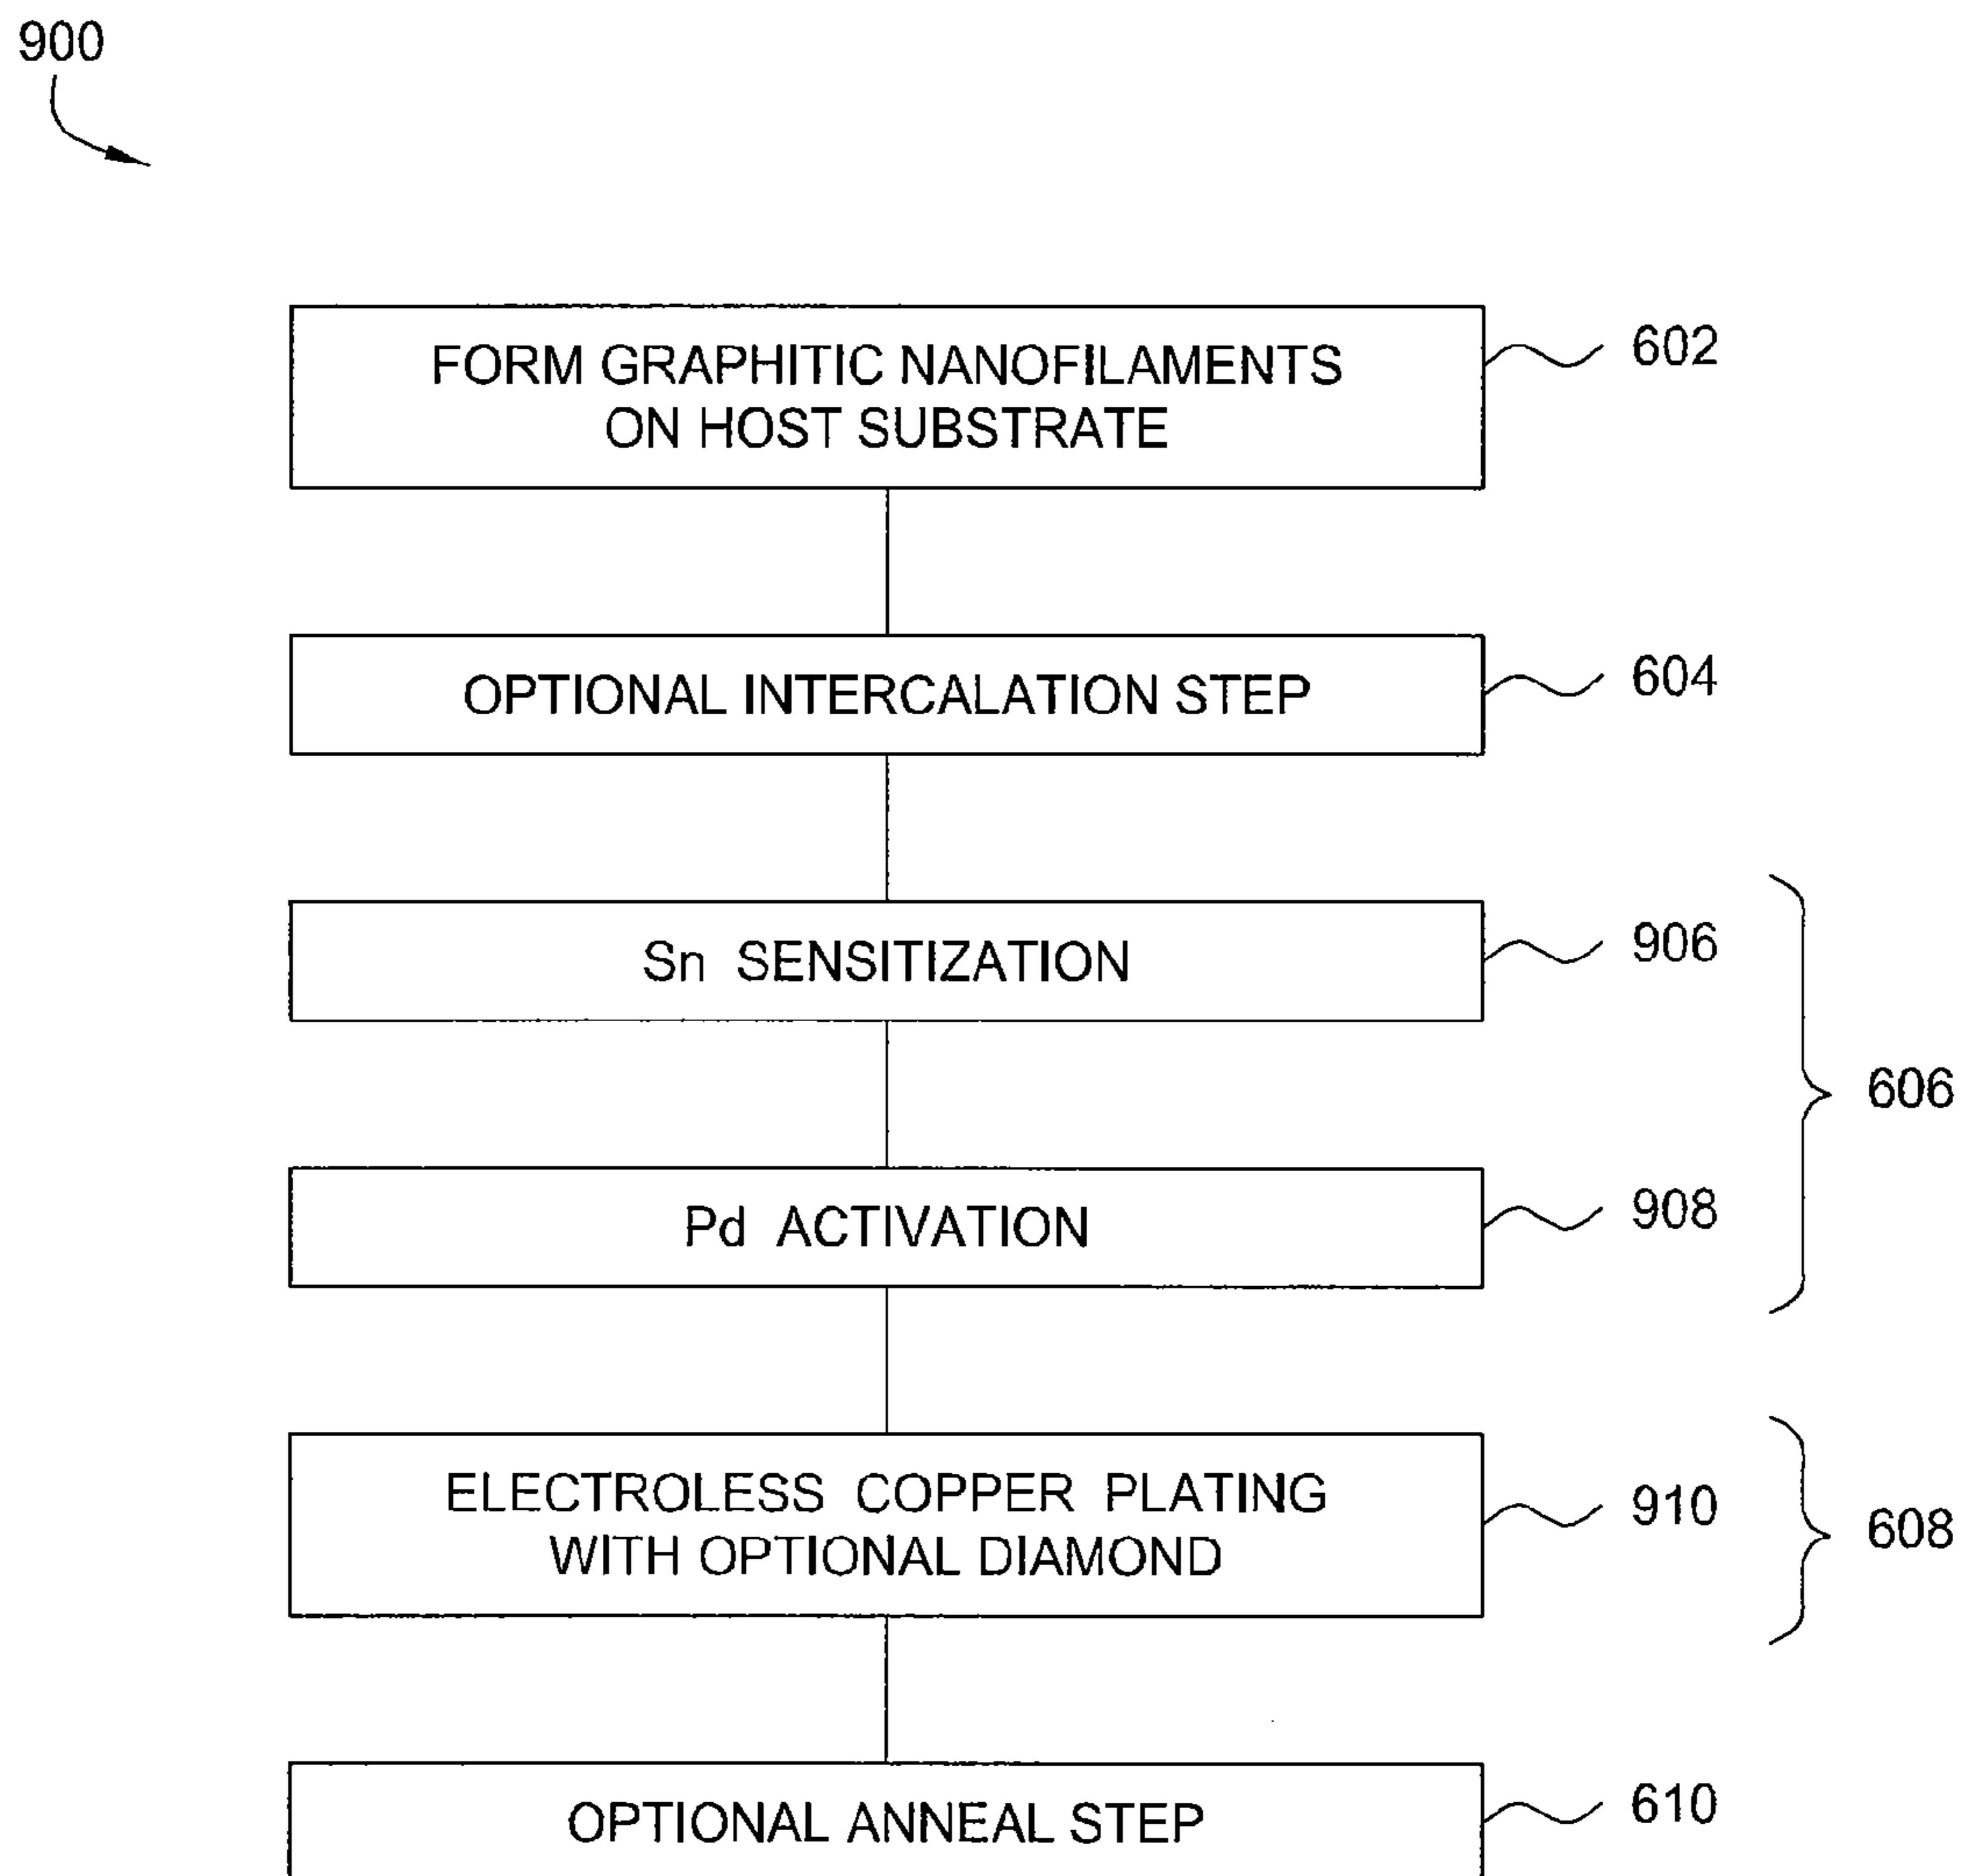 900
FORM GRAPHITIC NANOFILAMENTS
ON HOST SUBSTRATE
602
OPTIONAL INTERCALATION STEP
604
Sn SENSITIZATION
906
606
Pd ACTIVATION
908
ELECTROLESS COPPER PLATING
WITH OPTIONAL DIAMOND
910
608
OPTIONAL ANNEAL STEP
610